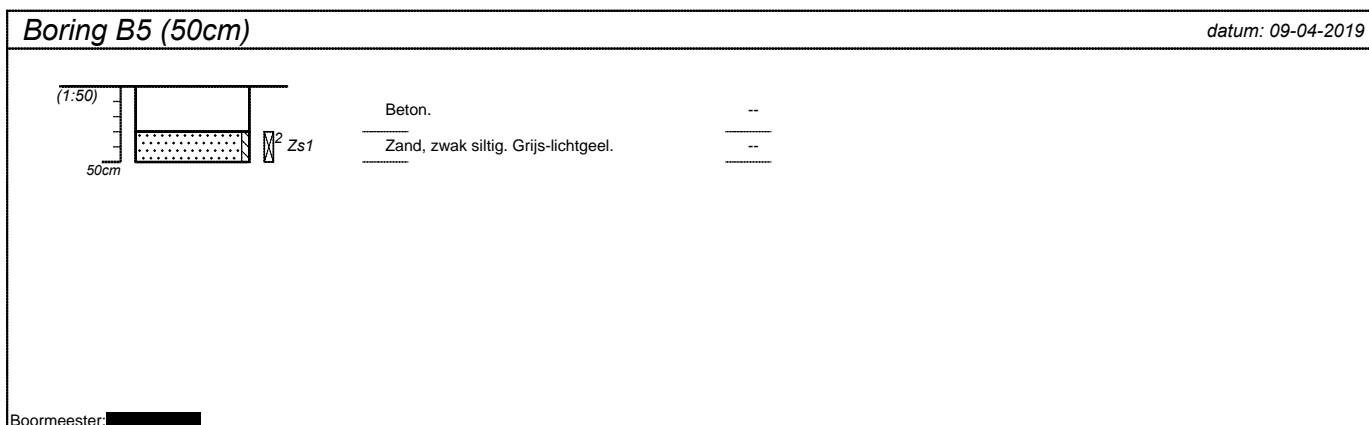 Boring B5 (50cm) datum: 09-04-2019
(1:50)
Beton. --
2 Zs1 Zand, zwak siltig. Grijs-lichtgeel. --
50cm
Boormeester: